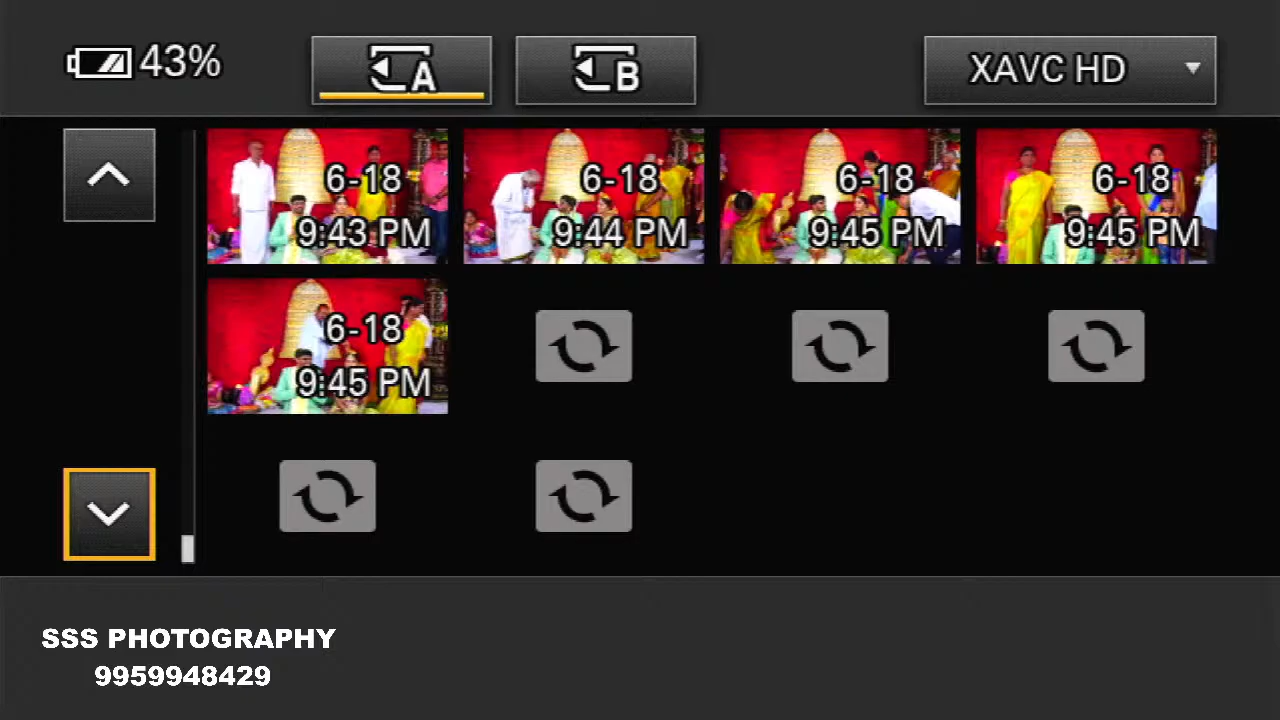 43%
A
B
XAVC HD
6-18
9:43 PM
6-18
9:44 PM
6-18
9:45 PM
6-18
9:45 PM
6-18
9:45 PM
SSS PHOTOGRAPHY
9959948429